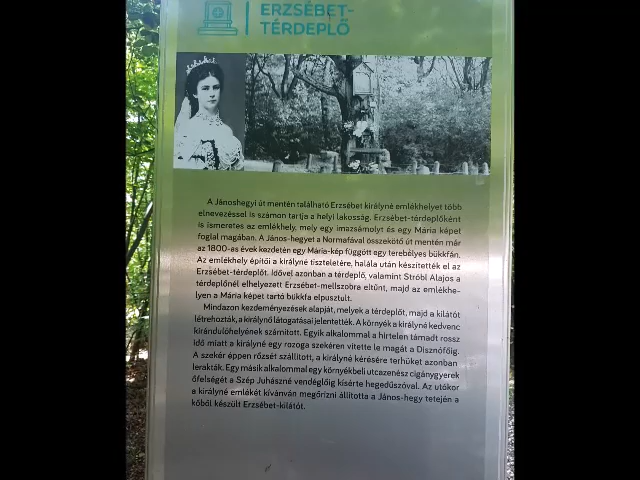 ERZSÉBET-
TÉRDEPLŐ
A Jánoshegyi út mentén található Erzsébet királyné emlékhelyet több
elnevezéssel is számon tartja a helyi lakosság. Erzsébet-térdeplőként
is ismeretes az emlékhely, mely egy imazsámolyt és egy Mária képet
foglal magában. A János-hegyet a Normafával összekötő út mentén már
az 1800-as évek kezdetén egy Mária-kép függött egy terebélyes bükkfán.
Az emlékhely építői a királyné tiszteletére, halála után készítették el az
Erzsébet-térdeplőt. Idővel azonban a térdeplő, valamint Stróbl Alajos a
térdeplőnél elhelyezett Erzsébet-mellszobra eltűnt, majd az emlékhe-
lyen a Mária képet tartó bükkfa elpusztult.
Mindazon kezdeményezések alapját, melyek a térdeplőt, majd a kilátót
létrehozták, a királynő látogatásai jelentették. A környék a királyné kedvenc
kirándulóhelyének számított. Egyik alkalommal a hirtelen támadt rossz
idő miatt a királyné egy rozoga szekéren vitette le magát a Disznófőig.
A szekér éppen rőzsét szállított, a királyné kérésére terhüket azonban
lerakták. Egy másik alkalommal egy környékbeli utcazenész cigánygyerek
őfelségét a Szép Juhászné vendéglőig kísérte hegedűszóval. Az utókor
a királyné emlékét kívánván megőrizni állította a János-hegy tetején a
kőből készült Erzsébet-kilátót.